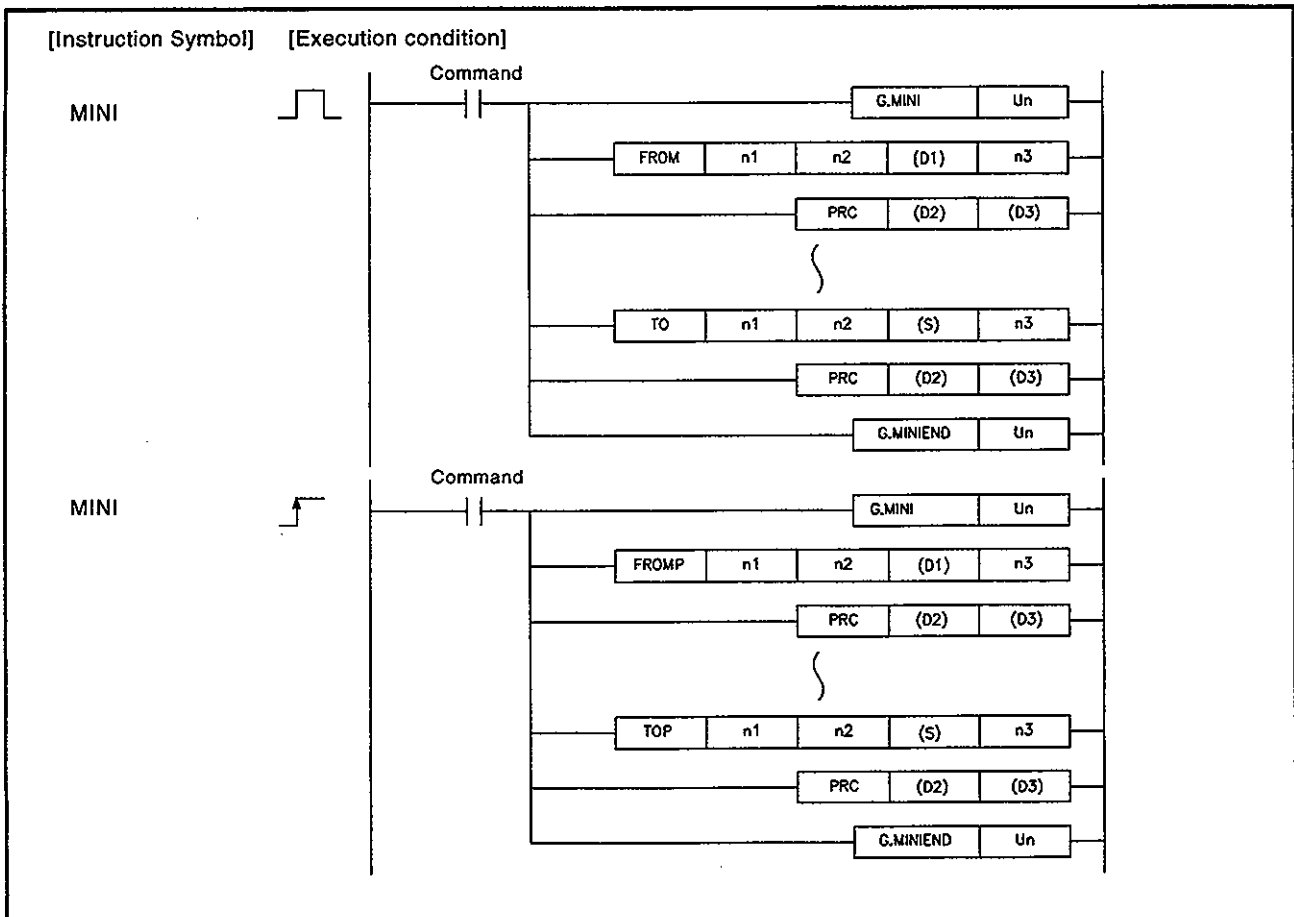 [Instruction Symbol] [Execution condition]
Command
MINI
G.MINI Un
FROM n1 n2 (D1) n3
PRC (D2) (D3)
TO n1 n2 (S) n3
PRC (D2) (D3)
G.MINIEND Un
Command
MINI
G.MINI Un
FROMP n1 n2 (D1) n3
PRC (D2) (D3)
TOP n1 n2 (S) n3
PRC (D2) (D3)
G.MINIEND Un